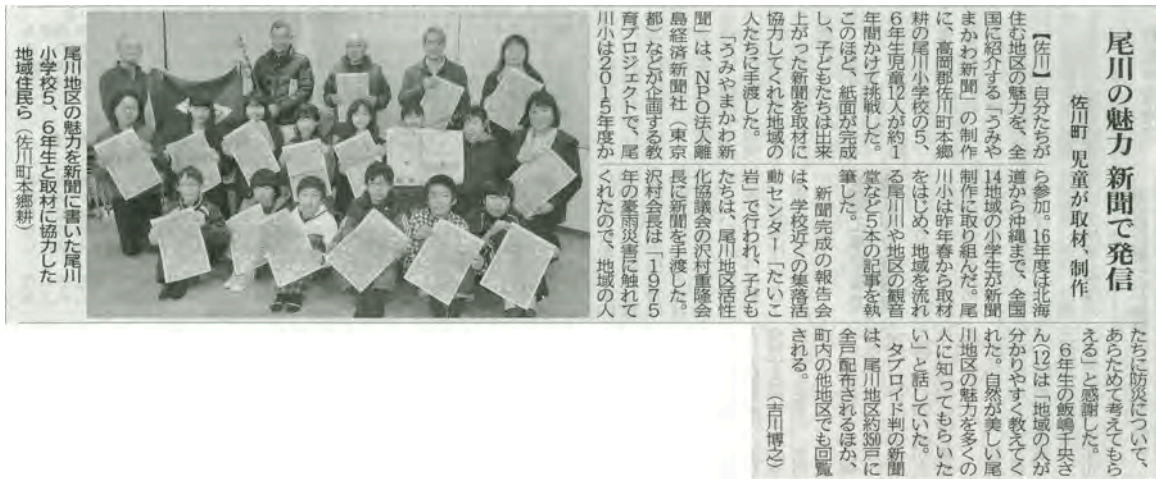 尾川の魅力 新聞で発信
佐川町 児童が取材、制作
【佐川】自分たちが
住む地区の魅力を、全
国に紹介する「うみや
まかわ新聞」の制作
に、高岡郡佐川町本郷
耕の尾川小学校の5、
6年生児童12人が約1
年間かけて挑戦した。
このほど、紙面が完成
し、子どもたちは出来
上がった新聞を取材に
協力してくれた地域の
人たちに手渡した。
「うみやまかわ新
聞」は、NPO法人離
島経済新聞社(東京
都)などが企画する教
育プロジェクトで、尾
川小は2015年度か
ら参加。16年度は北海
道から沖縄まで、全国
14地域の小学生が新聞
制作に取り組んだ。尾
川小は昨年春から取材
をはじめ、地域を流れ
る尾川川や地区の観音
堂など5本の記事を執
筆した。
新聞完成の報告会
は、学校近くの集落活
動センター「たいこ
岩」で行われ、子ども
たちは、尾川地区活性
化協議会の沢村重隆会
長に新聞を手渡した。
沢村会長は「1975
年の豪雨災害に触れて
くれたので、地域の人
たちに防災について、
あらためて考えてもら
える」と感謝した。
6年生の飯嶋千央さ
ん(12)は「地域の人が
分かりやすく教えてく
れた。自然が美しい尾
川地区の魅力を多くの
人に知ってもらいた
い」と話していた。
タブロイド判の新聞
は、尾川地区約350戸に
全戸配布されるほか、
町内の他地区でも回覧
される。
(吉川博之)
尾川地区の魅力を新聞に書いた尾川
小学校5、6年生と取材に協力した
地域住民ら(佐川町本郷耕)